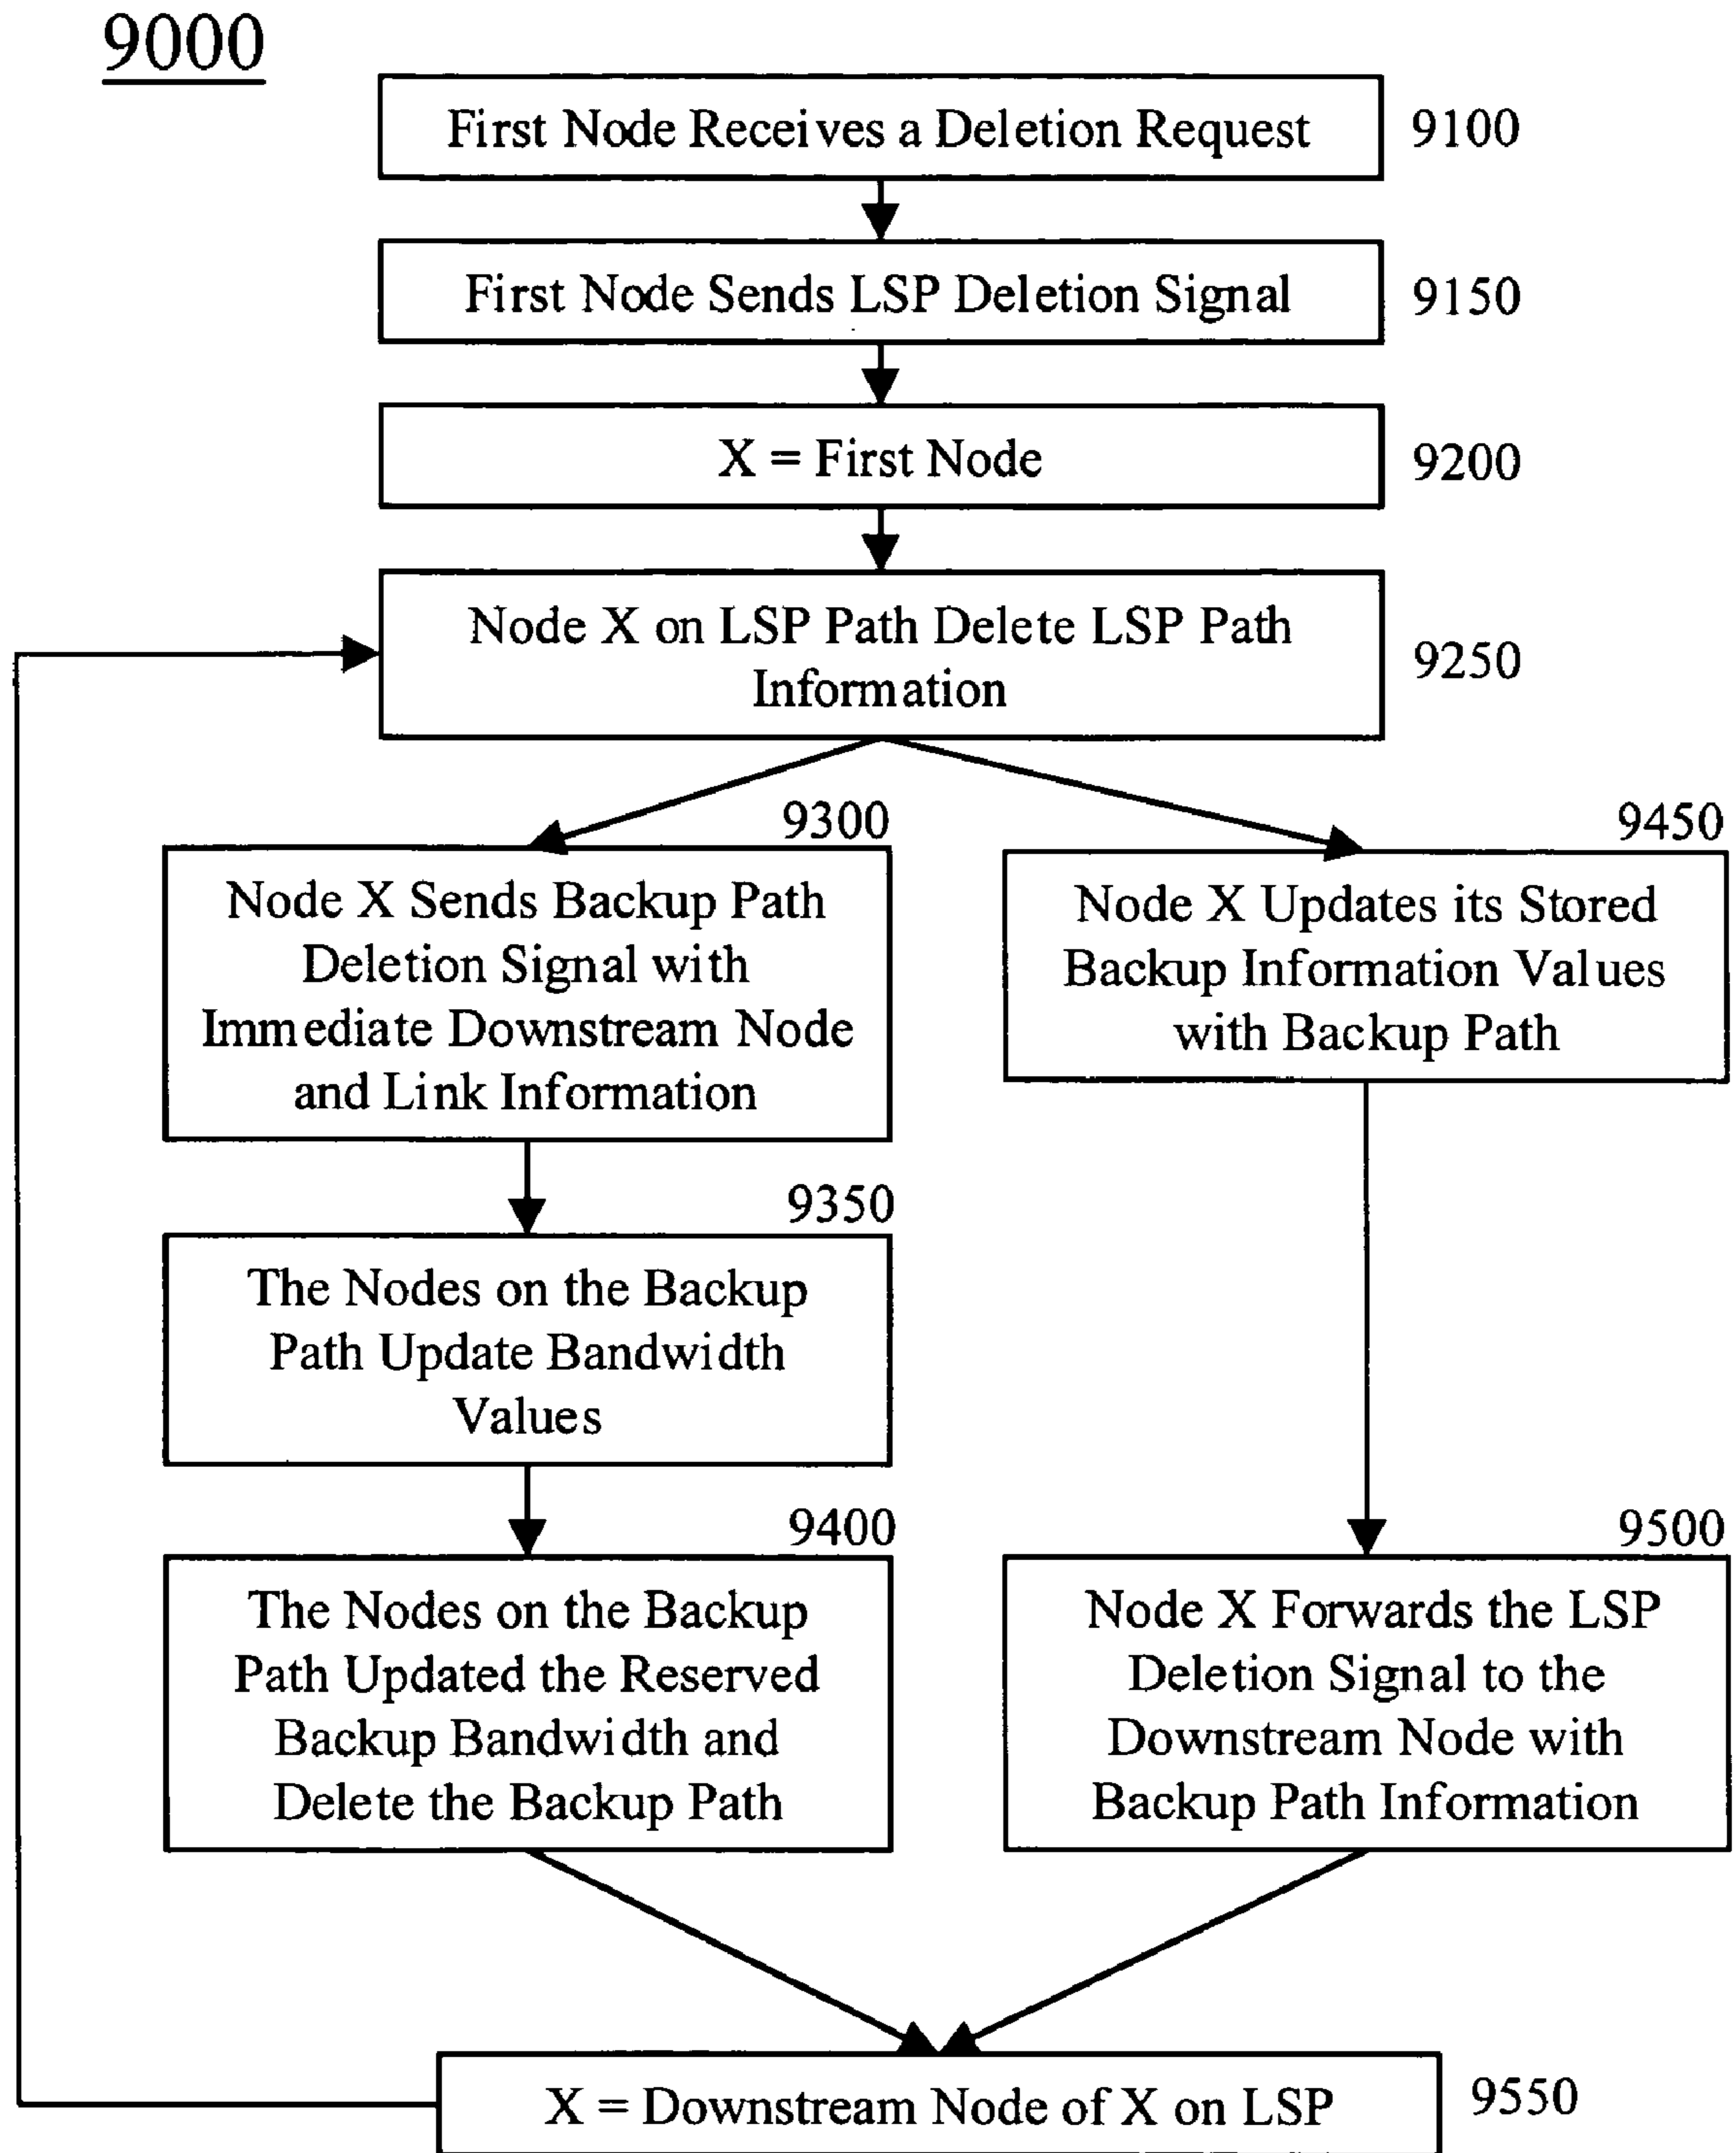 9000
First Node Receives a Deletion Request
9100
First Node Sends LSP Deletion Signal
9150
X = First Node
9200
Node X on LSP Path Delete LSP Path
Information
9250
9300
Node X Sends Backup Path
Deletion Signal with
Immediate Downstream Node
and Link Information
9450
Node X Updates its Stored
Backup Information Values
with Backup Path
9350
The Nodes on the Backup
Path Update Bandwidth
Values
9400
The Nodes on the Backup
Path Updated the Reserved
Backup Bandwidth and
Delete the Backup Path
9500
Node X Forwards the LSP
Deletion Signal to the
Downstream Node with
Backup Path Information
X = Downstream Node of X on LSP
9550